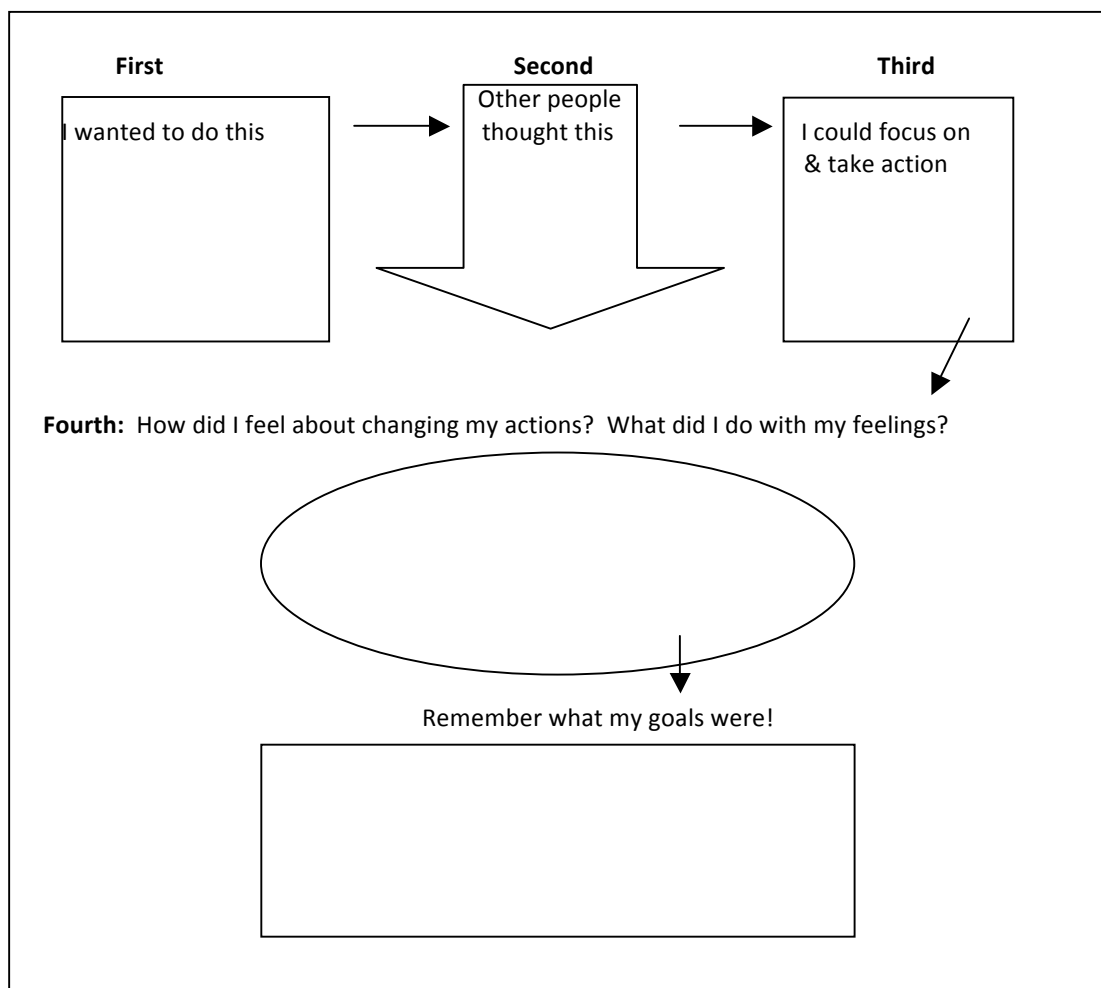 First
Second
Third
I wanted to do this
Other people
thought this
I could focus on
& take action
Fourth: How did I feel about changing my actions? What did I do with my feelings?
Remember what my goals were!